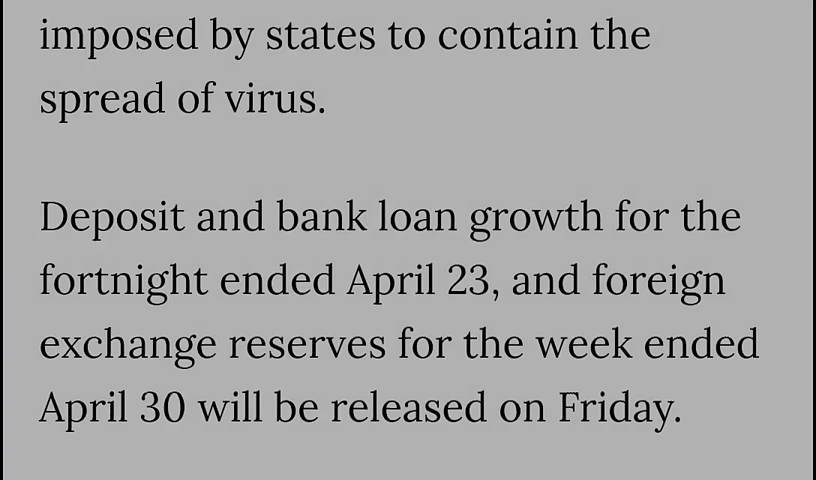 imposed by states to contain the
spread of virus.
Deposit and bank loan growth for the
fortnight ended April 23, and foreign
exchange reserves for the week ended
April 30 will be released on Friday.